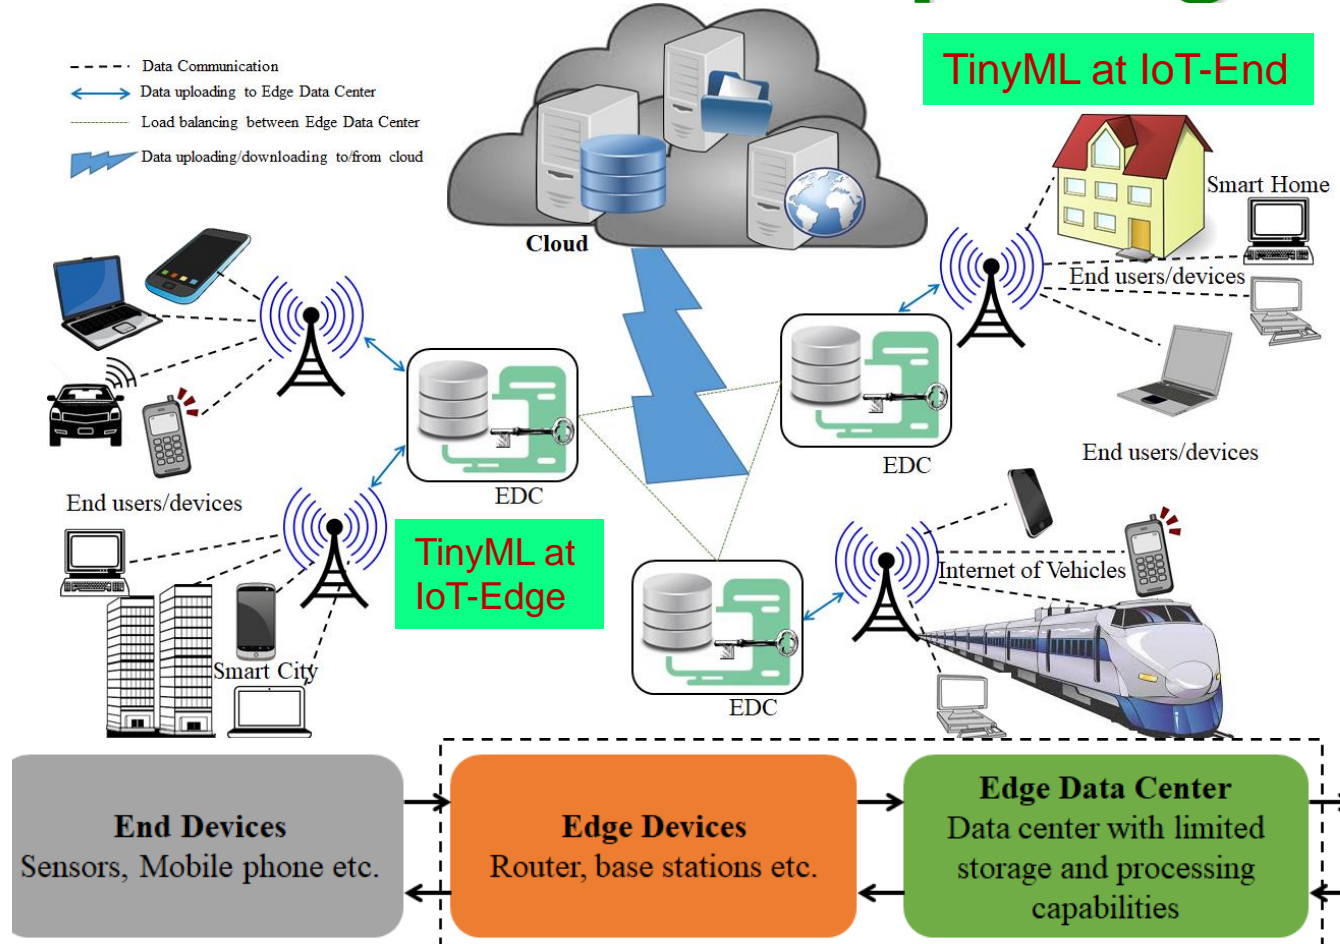 TinyML at IoT-End
Data Communication
Data uploading to Edge Data Center
Load balancing between Edge Data Center
Data uploading/downloading to/from cloud
Cloud
Smart Home
End users/devices
End users/devices
EDC
EDC
End users/devices
TinyML at
IoT-Edge
Internet of Vehicles
Smart City
EDC
End Devices
Sensors, Mobile phone etc.
Edge Devices
Router, base stations etc.
Edge Data Center
Data center with limited
storage and processing
capabilities